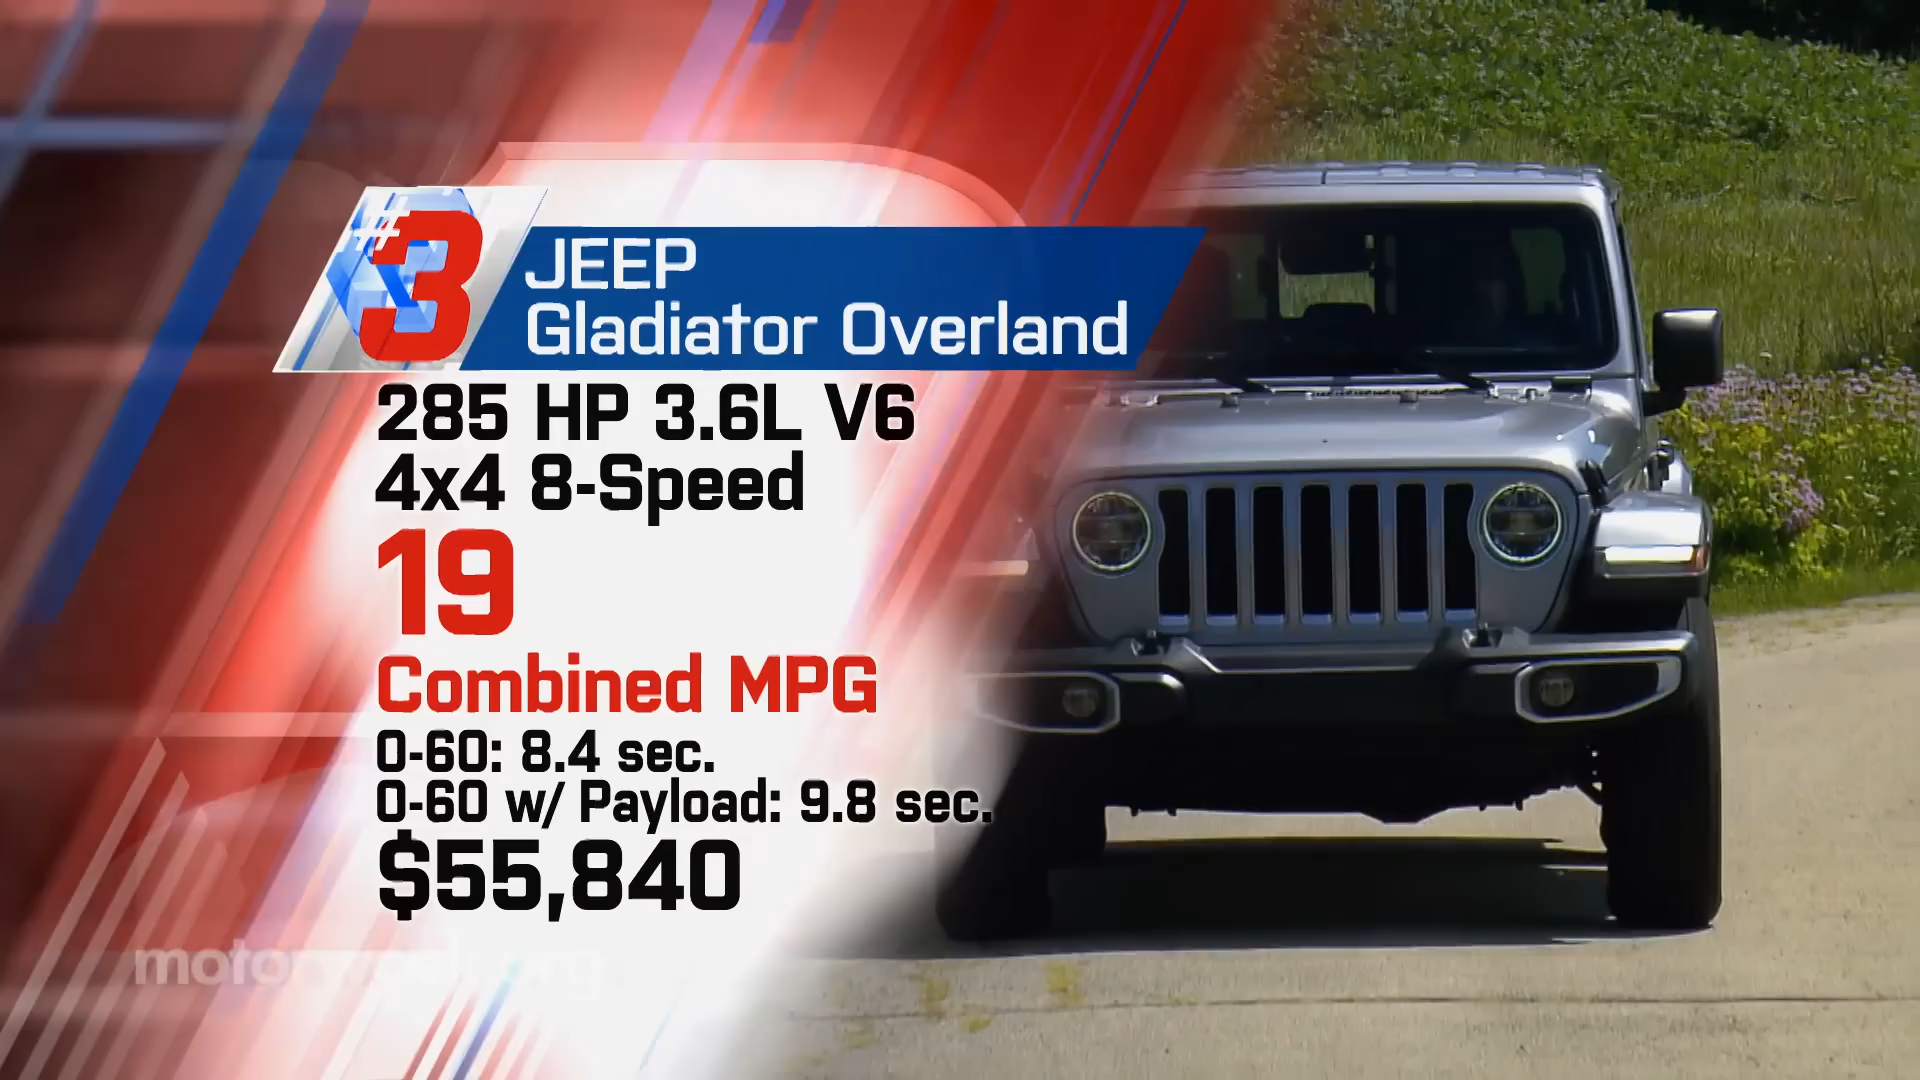 #3
JEEP
Gladiator Overland
285 HP 3.6L V6
4x4 8-Speed
19
Combined MPG
0-60: 8.4 sec.
0-60 w/ Payload: 9.8 sec.
$55,840